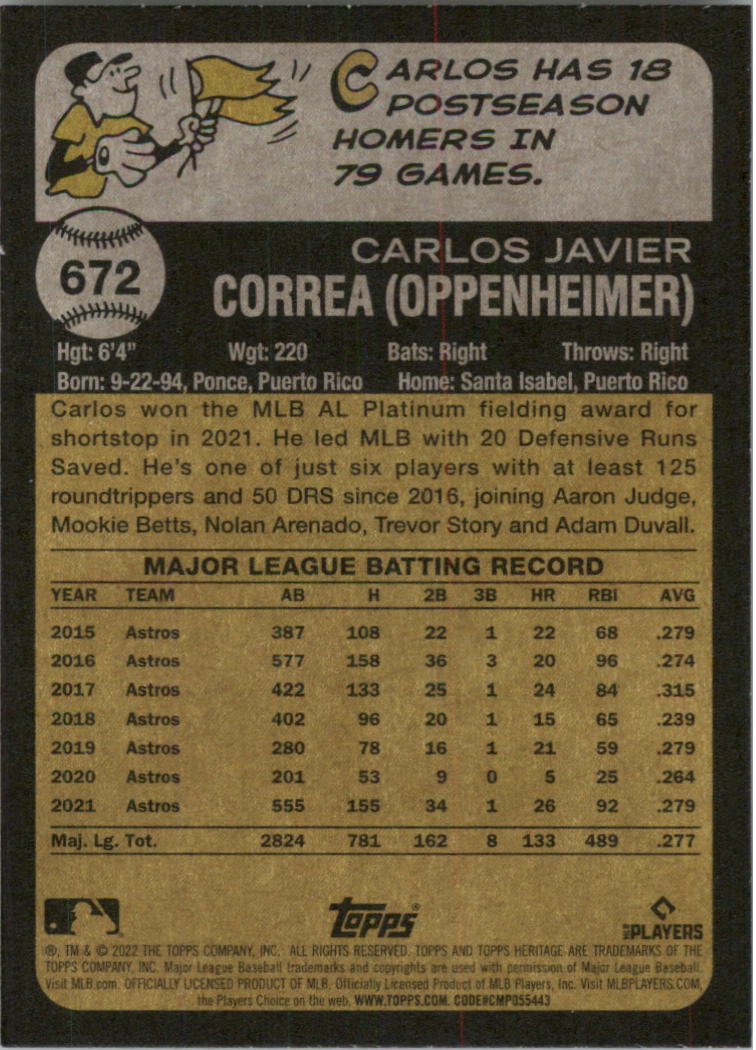 CARLOS HAS 18
POSTSEASON
HOMERS IN
79 GAMES.
672
CARLOS JAVIER
CORREA (OPPENHEIMER)
Hgt: 6'4" Wgt: 220 Bats: Right Throws: Right
Born: 9-22-94, Ponce, Puerto Rico Home: Santa Isabel, Puerto Rico
Carlos won the MLB AL Platinum fielding award for
shortstop in 2021. He led MLB with 20 Defensive Runs
Saved. He's one of just six players with at least 125
roundtrippers and 50 DRS since 2016, joining Aaron Judge,
Mookie Betts, Nolan Arenado, Trevor Story and Adam Duvall.
MAJOR LEAGUE BATTING RECORD
YEAR TEAM AB H 2B 3B HR RBI AVG
2015 Astros 387 108 22 1 22 68 .279
2016 Astros 577 158 36 3 20 96 .274
2017 Astros 422 133 25 1 24 84 .315
2018 Astros 402 96 20 1 15 65 .239
2019 Astros 280 78 16 1 21 59 .279
2020 Astros 201 53 9 0 5 25 .264
2021 Astros 555 155 34 1 26 92 .279
Maj. Lg. Tot. 2824 781 162 8 133 489 .277
Topps® PLAYERS
®, TM & © 2022 THE TOPPS COMPANY, INC. ALL RIGHTS RESERVED. TOPPS AND TOPPS HERITAGE ARE TRADEMARKS OF THE
TOPPS COMPANY, INC. Major League Baseball trademarks and copyrights are used with permission of Major League Baseball.
Visit MLB.com. OFFICIALLY LICENSED PRODUCT OF MLB. Officially Licensed Product of MLB Players, Inc. Visit MLBPLAYERS.COM,
the Players Choice on the web. WWW.TOPPS.COM. CODE#CMP055443